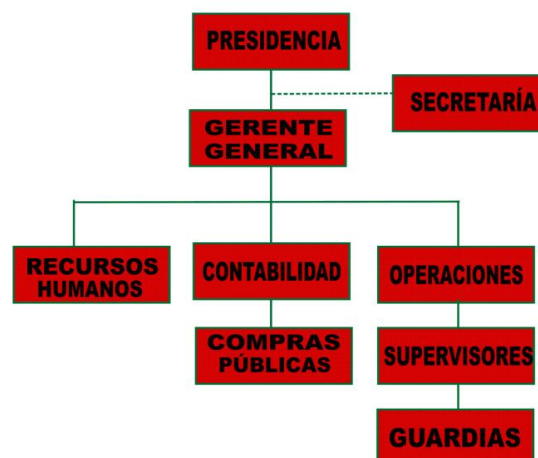 PRESIDENCIA
SECRETARÍA
GERENTE
GENERAL
RECURSOS
HUMANOS
CONTABILIDAD
OPERACIONES
COMPRAS
PÚBLICAS
SUPERVISORES
GUARDIAS